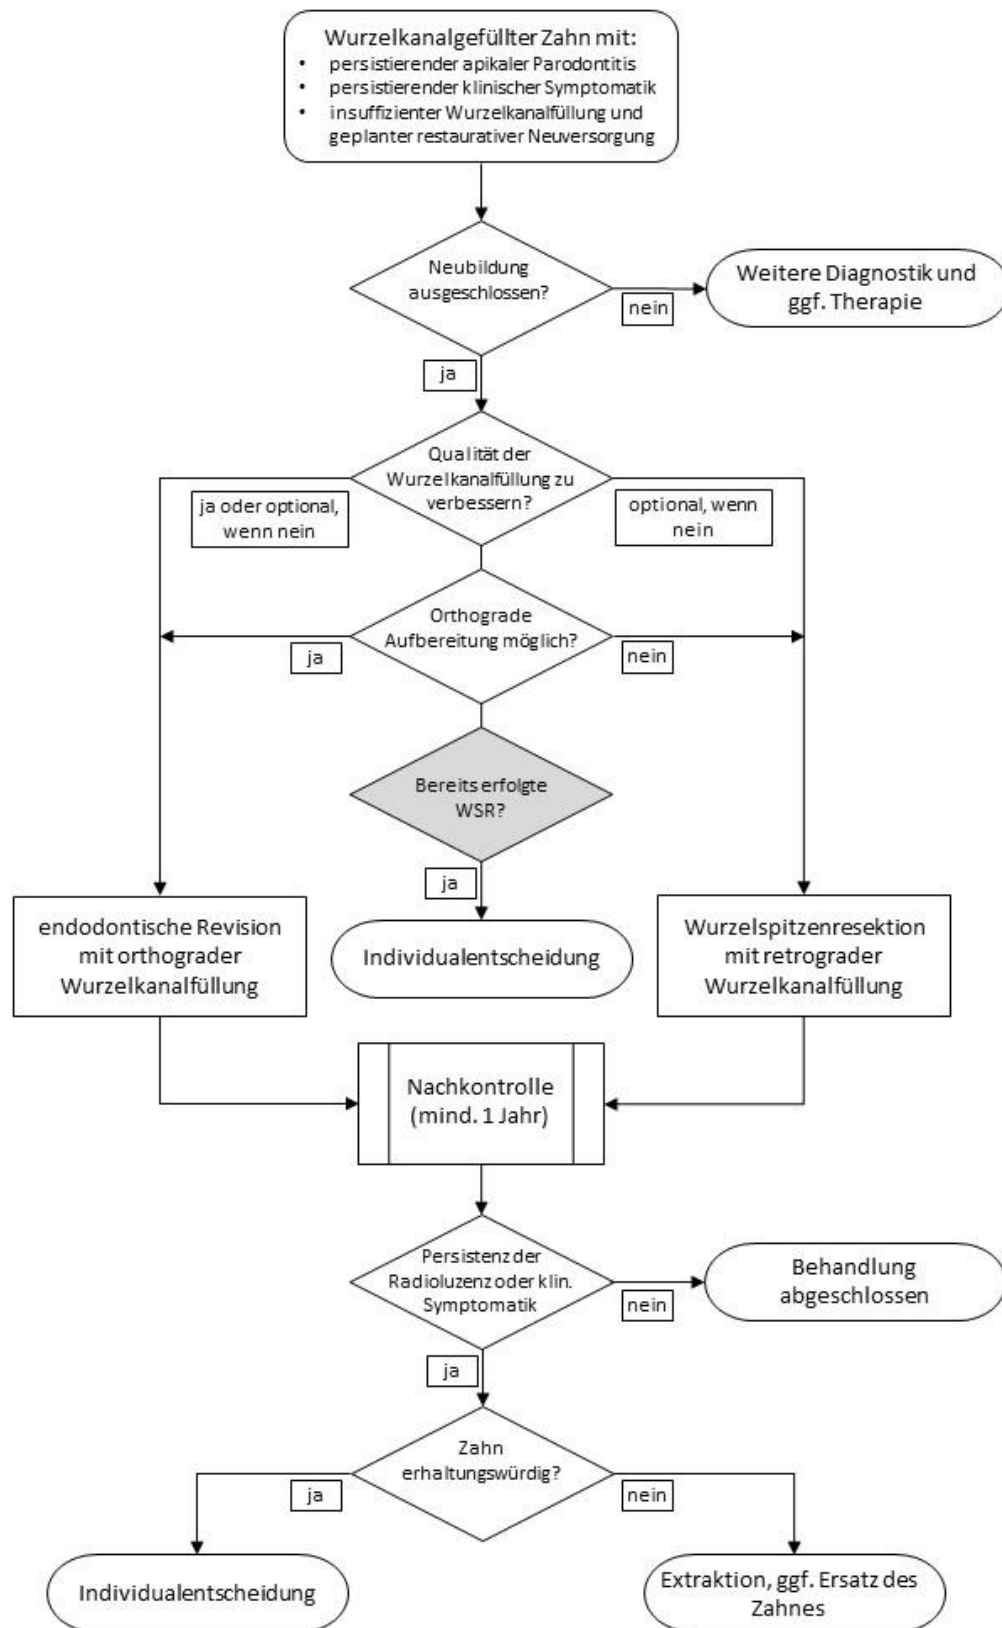 Wurzelkanalgefüllter Zahn mit:
• persistierender apikaler Parodontitis
• persistierender klinischer Symptomatik
• insuffizienter Wurzelkanalfüllung und
geplanter restaurativer Neuversorgung
Neubildung
ausgeschlossen?
nein
Weitere Diagnostik und
ggf. Therapie
ja
Qualität der
Wurzelkanalfüllung zu
verbessern?
ja oder optional,
wenn nein
optional, wenn
nein
Orthograde
Aufbereitung möglich?
ja
nein
Bereits erfolgte
WSR?
ja
endodontische Revision
mit orthograder
Wurzelkanalfüllung
Individualentscheidung
Wurzelspitzenresektion
mit retrograder
Wurzelkanalfüllung
Nachkontrolle
(mind. 1 Jahr)
Persistenz der
Radioluzenz oder klin.
Symptomatik
nein
Behandlung
abgeschlossen
ja
Zahn
erhaltungswürdig?
ja
nein
Individualentscheidung
Extraktion, ggf. Ersatz des
Zahnes